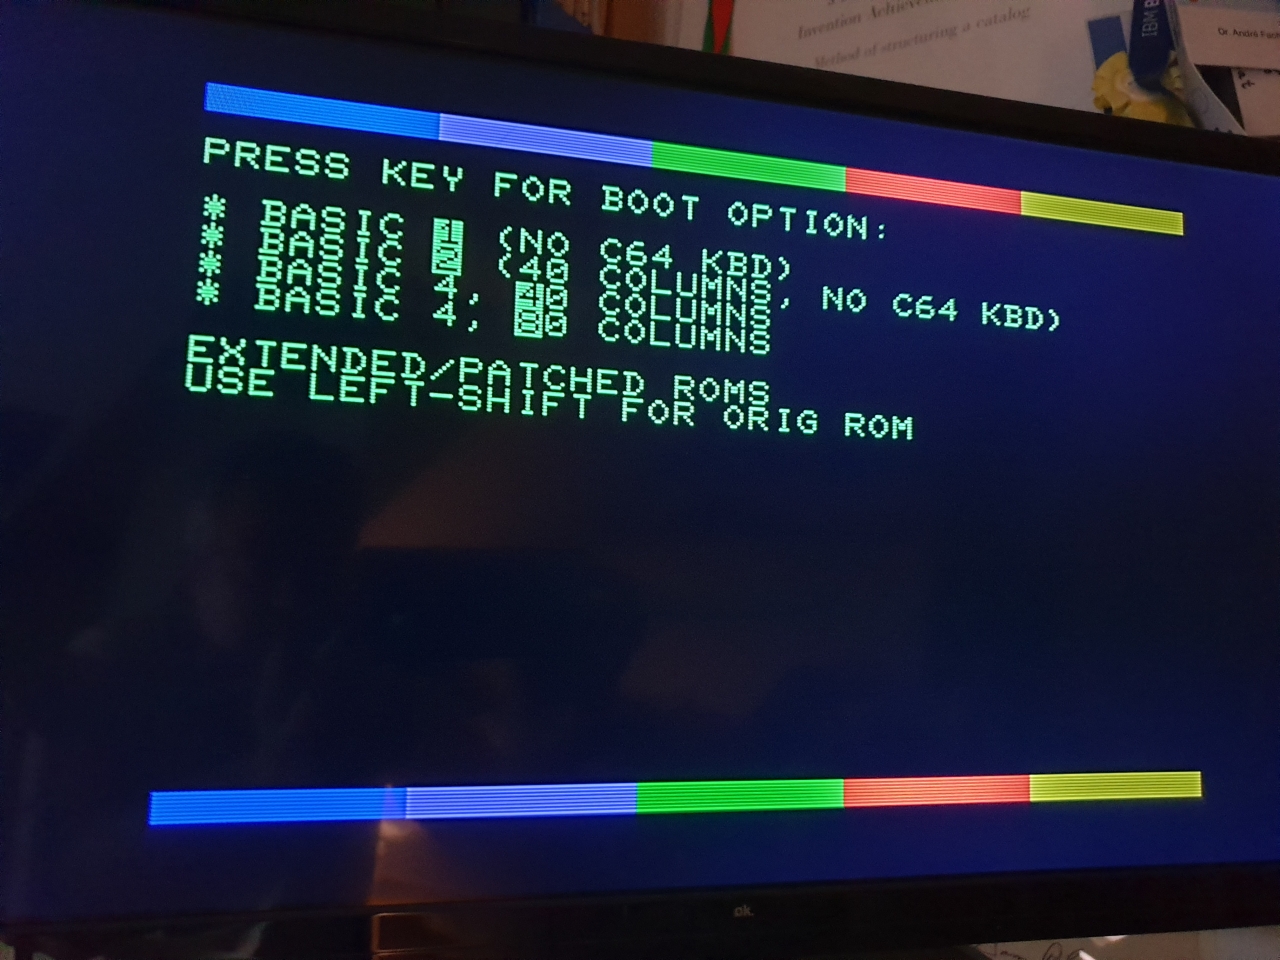 Invention Achievem
Method of structuring a catalog
IBM B
Dr. André
PRESS KEY FOR BOOT OPTION:
* BASIC 1 (NO C64 KBD)
* BASIC 2 (40 COLUMNS, NO C64 KBD)
* BASIC 4, 40 COLUMNS
* BASIC 4, 80 COLUMNS
EXTENDED/PATCHED ROMS
USE LEFT-SHIFT FOR ORIG ROM
ok.